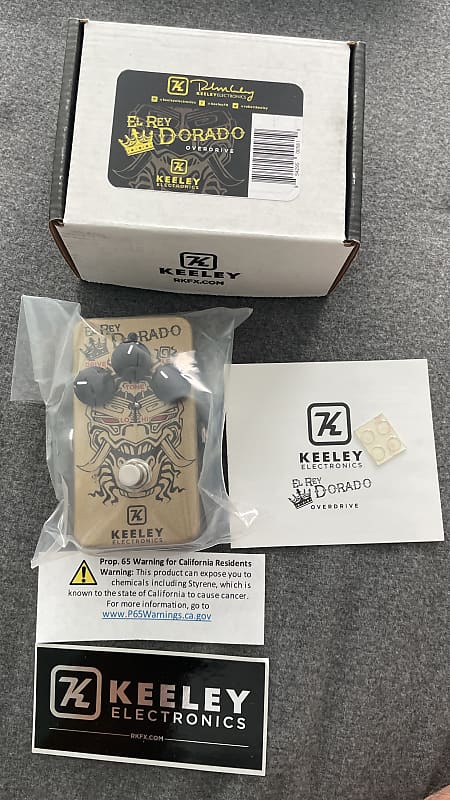 KEELEY
ELECTRONICS
EL REY
DORADO
OVERDRIVE
KEELEY
ELECTRONICS
KEELEY
RKFX.COM
EL REY
DORADO
DRIVE
TONE
KEELEY
ELECTRONICS
KEELEY
ELECTRONICS
EL REY
DORADO
OVERDRIVE
Prop. 65 Warning for California Residents
Warning: This product can expose you to
chemicals including Styrene, which is
known to the state of California to cause cancer.
For more information, go to
www.P65Warnings.ca.gov
KEELEY
ELECTRONICS
RKFX.COM